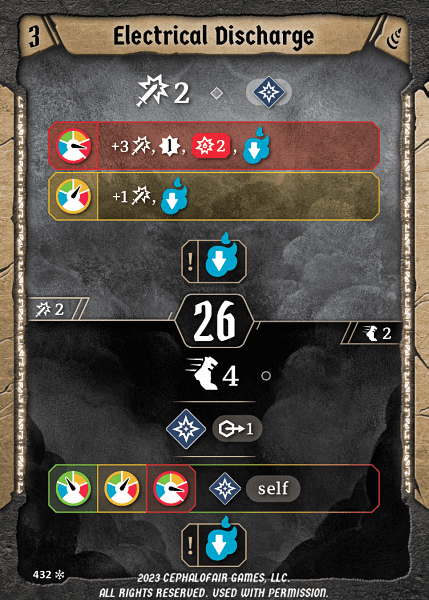 3 Electrical Discharge
2
+3 , , 2 ,
+1 ,
!
2
26
2
4
1
self
!
432
2023 CEPHALOFAIR GAMES, LLC.
ALL RIGHTS RESERVED. USED WITH PERMISSION.